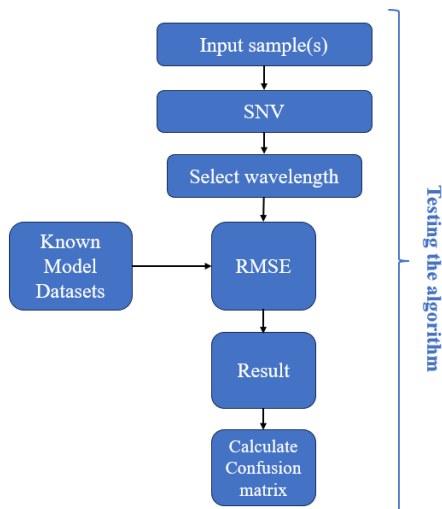 Input sample(s)
SNV
Select wavelength
Known
Model
Datasets
RMSE
Result
Calculate
Confusion
matrix
Testing the algorithm